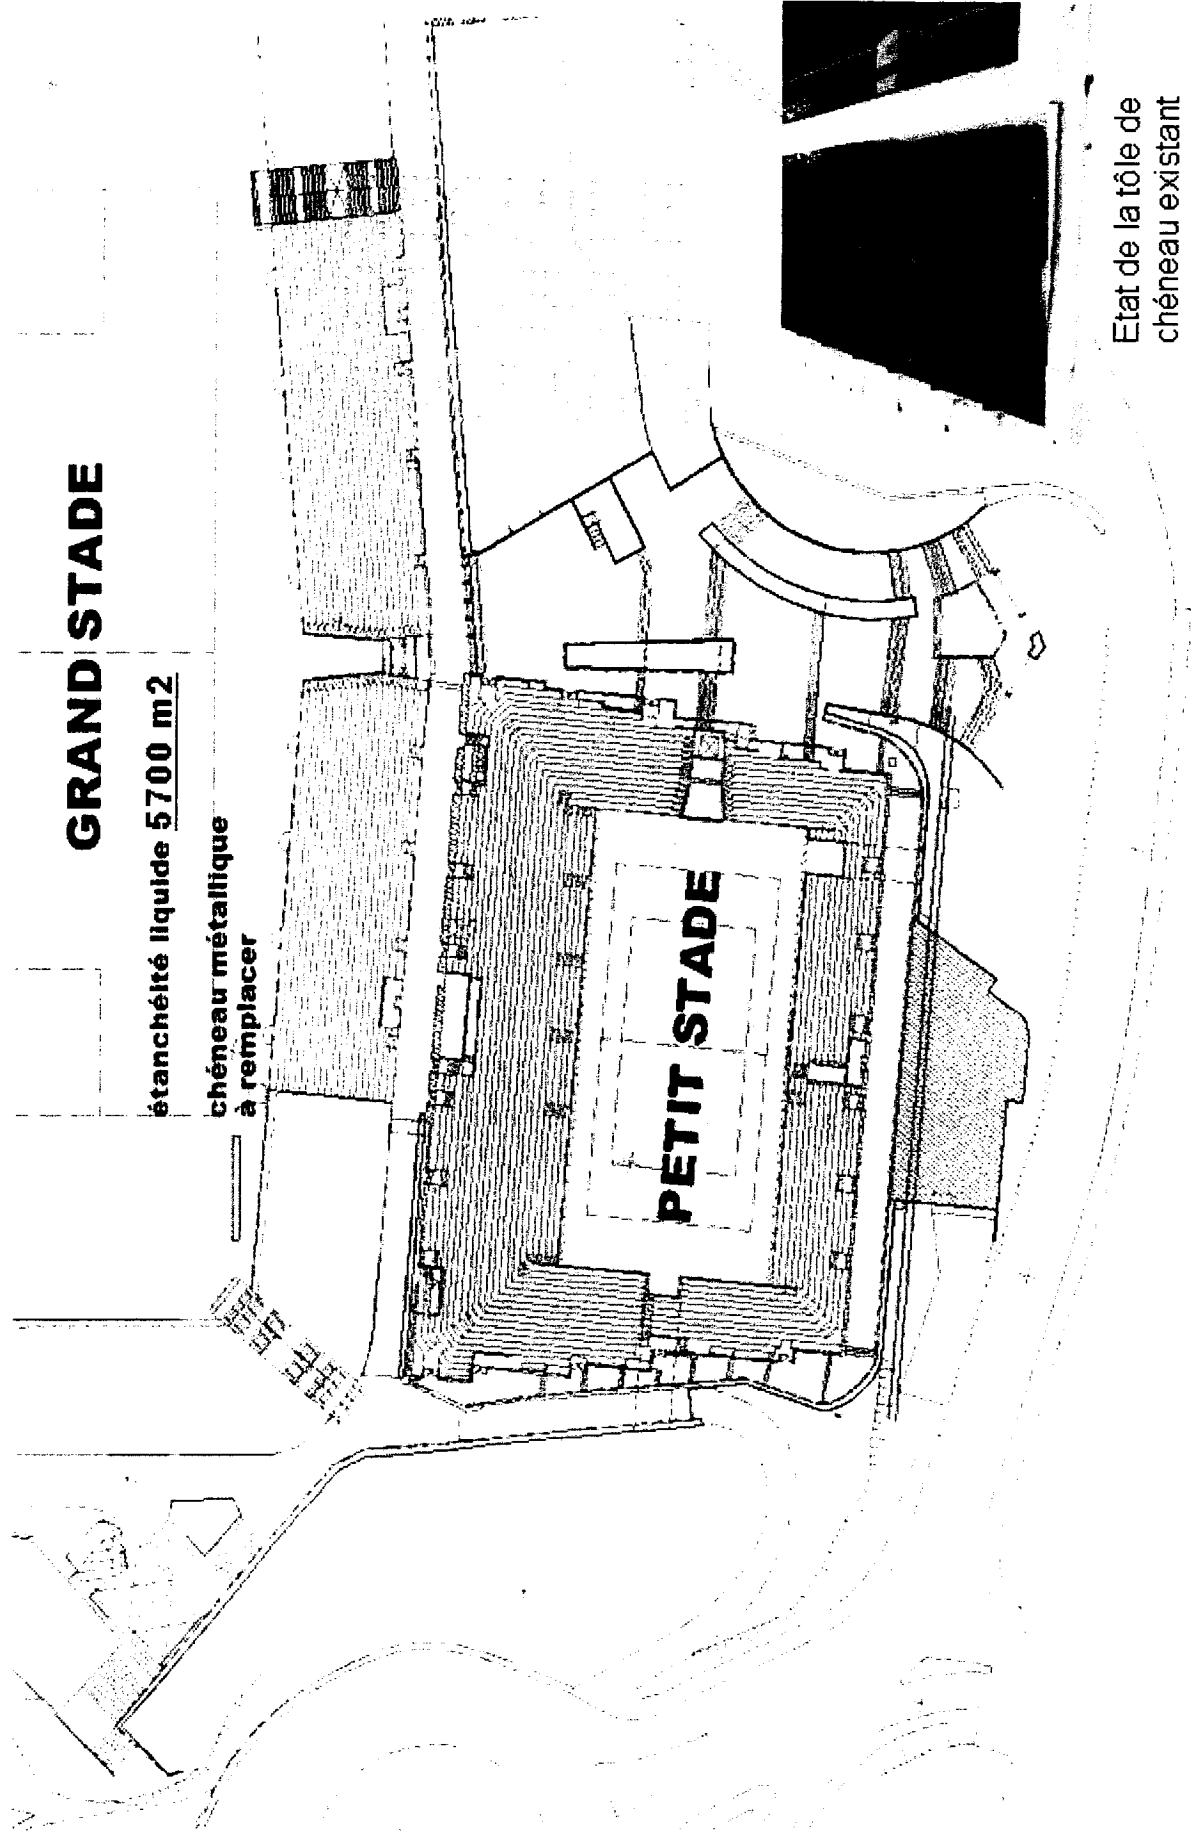 GRAND STADE
étanchéité liquide 5700 m2
chéneau métallique
à remplacer
PETIT STADE
Etat de la tôle de
chéneau existant